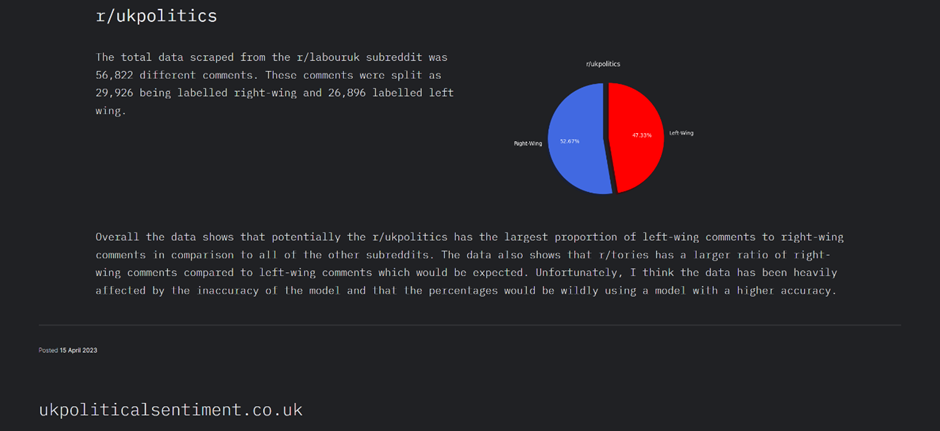 r/ukpolitics
The total data scraped from the r/labouruk subreddit was
56,822 different comments. These comments were split as
29,926 being labelled right-wing and 26,896 labelled left
wing.
r/ukpolitics
Right-Wing
52.67%
47.33%
Left-Wing
Overall the data shows that potentially the r/ukpolitics has the largest proportion of left-wing comments to right-wing
comments in comparison to all of the other subreddits. The data also shows that r/tories has a larger ratio of right-
wing comments compared to left-wing comments which would be expected. Unfortunately, I think the data has been heavily
affected by the inaccuracy of the model and that the percentages would be wildly using a model with a higher accuracy.
Posted 15 April 2023
ukpoliticalsentiment.co.uk